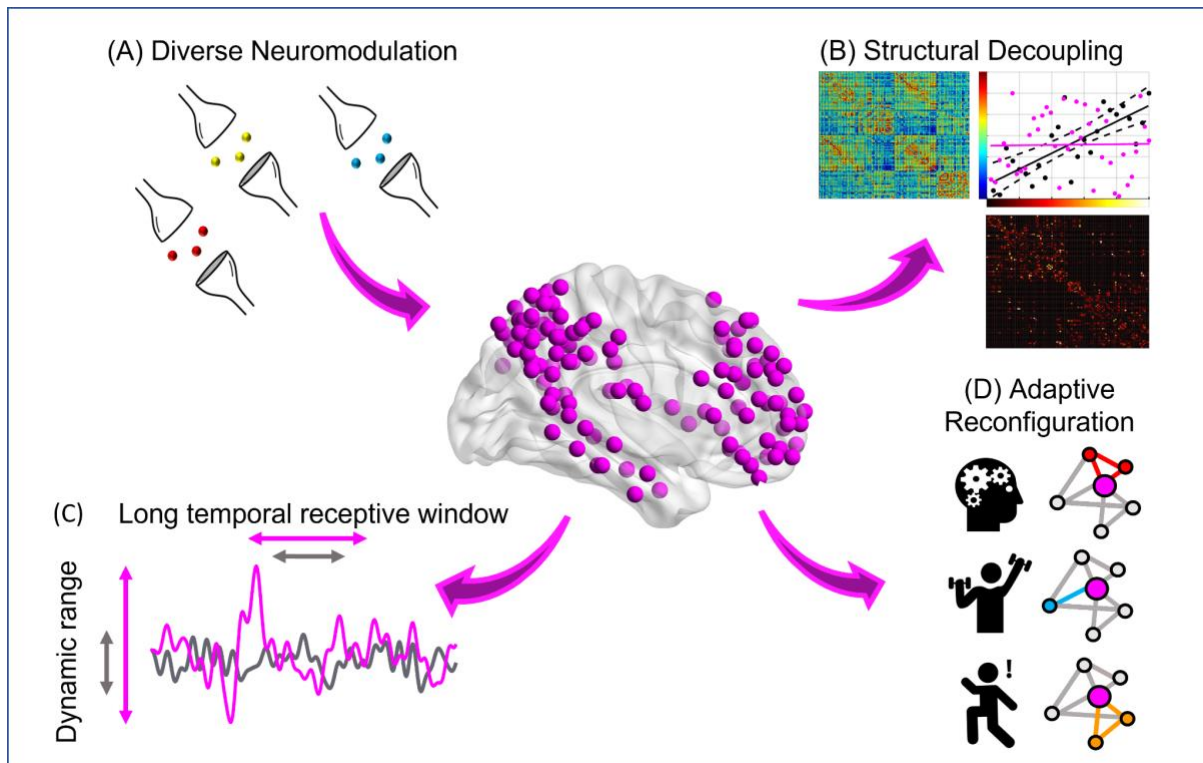 (A) Diverse Neuromodulation
(B) Structural Decoupling
(C) Long temporal receptive window
Dynamic range
(D) Adaptive
Reconfiguration
!